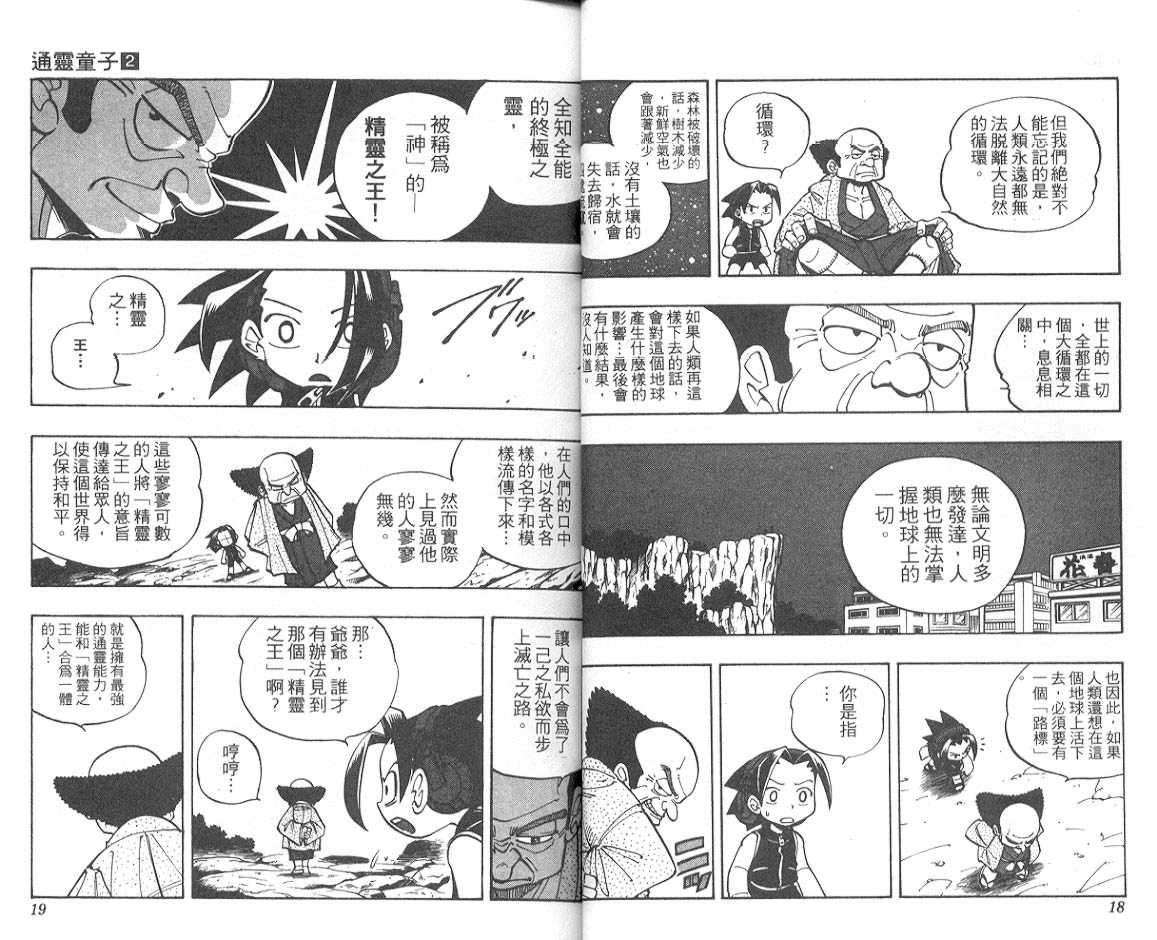 通靈童子2
但我們絕對不
能忘記的是，
人類永遠都無
法脫離大自然
的循環。
循環？
森林被破壞的
話，樹木減少
，新鮮空氣也
會跟著減少，
沒有土壤的
話，水就會
失去歸宿，
世上的一切
，全都在這
個大循環之
中，息息相
關…
如果人類再這
樣下去的話，
會對這個地球
產生什麼樣的
影響…最後會
有什麼結果，
沒人知道。
無論文明多
麼發達，人
類也無法掌
握地球上的
一切。
也因此，如果
人類還想在這
個地球上活下
去，必須要有
一個「路標」
。
你是指
…
18
全知全能
的終極之
靈，
被稱為
「神」的—
精靈之王！
ブワッ
精靈
之…
王…
在人們的口中
，他以各式各
樣的名字和模
樣流傳下來…
然而實際
上見過他
的人寥寥
無幾。
這些寥寥可數
的人將「精靈
之王」的意旨
傳達給眾人，
使這個世界得
以保持和平。
讓人們不會為了
一己之私欲而步
上滅亡之路。
那…
爺爺，誰才
有辦法見到
那個「精靈
之王」啊？
哼哼…
就是擁有最強
的通靈能力，
能和「精靈之
王」合為一體
的人…
19